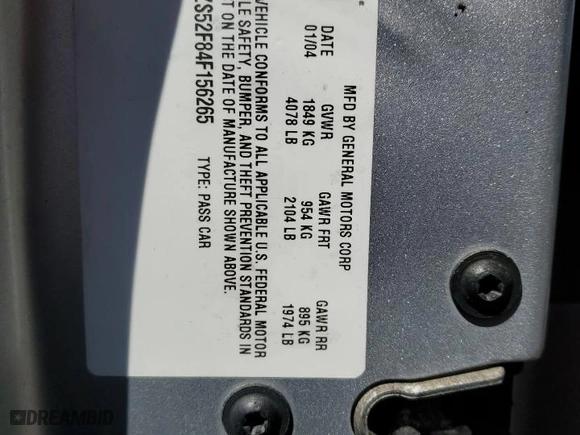 MFD BY GENERAL MOTORS CORP
DATE GVWR GAWR FRT GAWR RR
01/04 1849 KG 954 KG 895 KG
4078 LB 2104 LB 1974 LB
VEHICLE CONFORMS TO ALL APPLICABLE U.S. FEDERAL MOTOR
SAFETY, BUMPER, AND THEFT PREVENTION STANDARDS IN
ON THE DATE OF MANUFACTURE SHOWN ABOVE.
S52F84F156265 TYPE: PASS CAR
DREAMBID